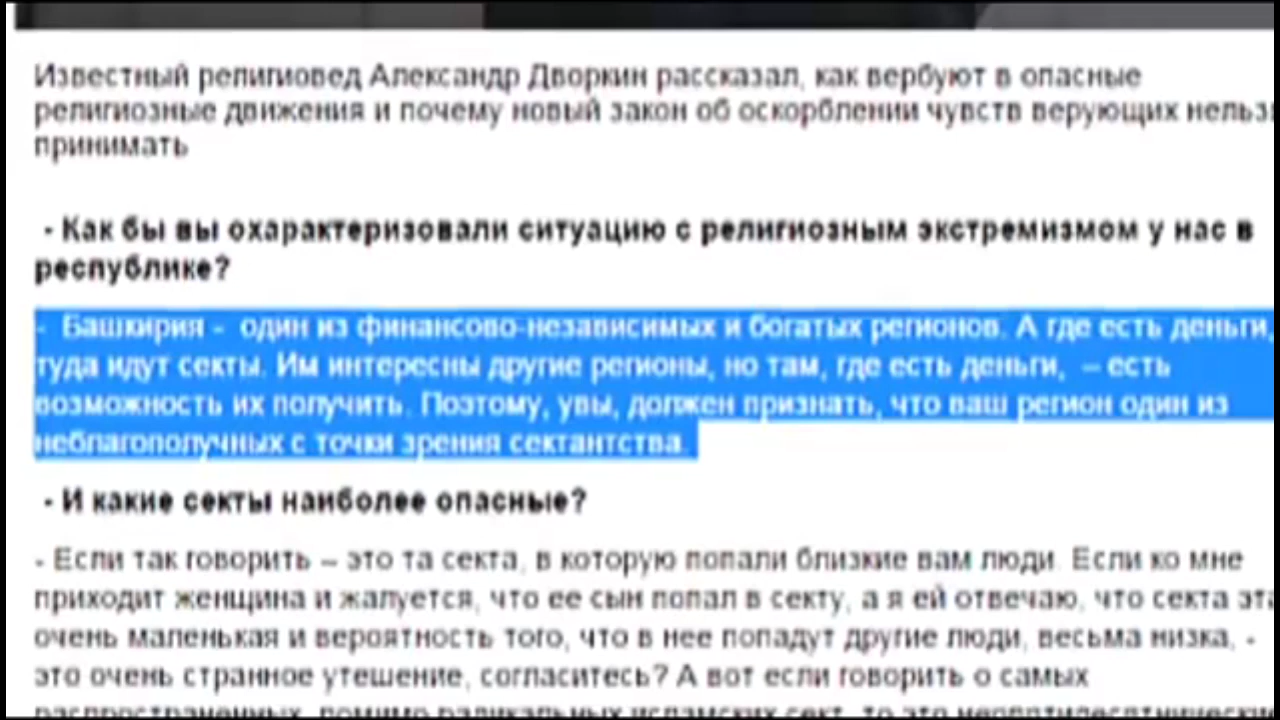 Известный религиовед Александр Дворкин рассказал, как вербуют в опасные
религиозные движения и почему новый закон об оскорблении чувств верующих
принимать
- Как бы вы охарактеризовали ситуацию с религиозным экстремизмом у нас в
республике?
- Башкирия - один из финансово-независимых и богатых регионов. А где есть деньги,
туда идут секты. Им интересны другие регионы, но там, где есть деньги, – есть
возможность их получить. Поэтому, увы, должен признать, что ваш регион один из
неблагополучных с точки зрения сектантства.
- И какие секты наиболее опасные?
- Если так говорить – это та секта, в которую попали близкие вам люди. Если ко мне
приходит женщина и жалуется, что ее сын попал в секту, а я ей отвечаю, что секта
очень маленькая и вероятность того, что в нее попадут другие люди, весьма низка, -
это очень странное утешение, согласитесь? А вот если говорить о самых